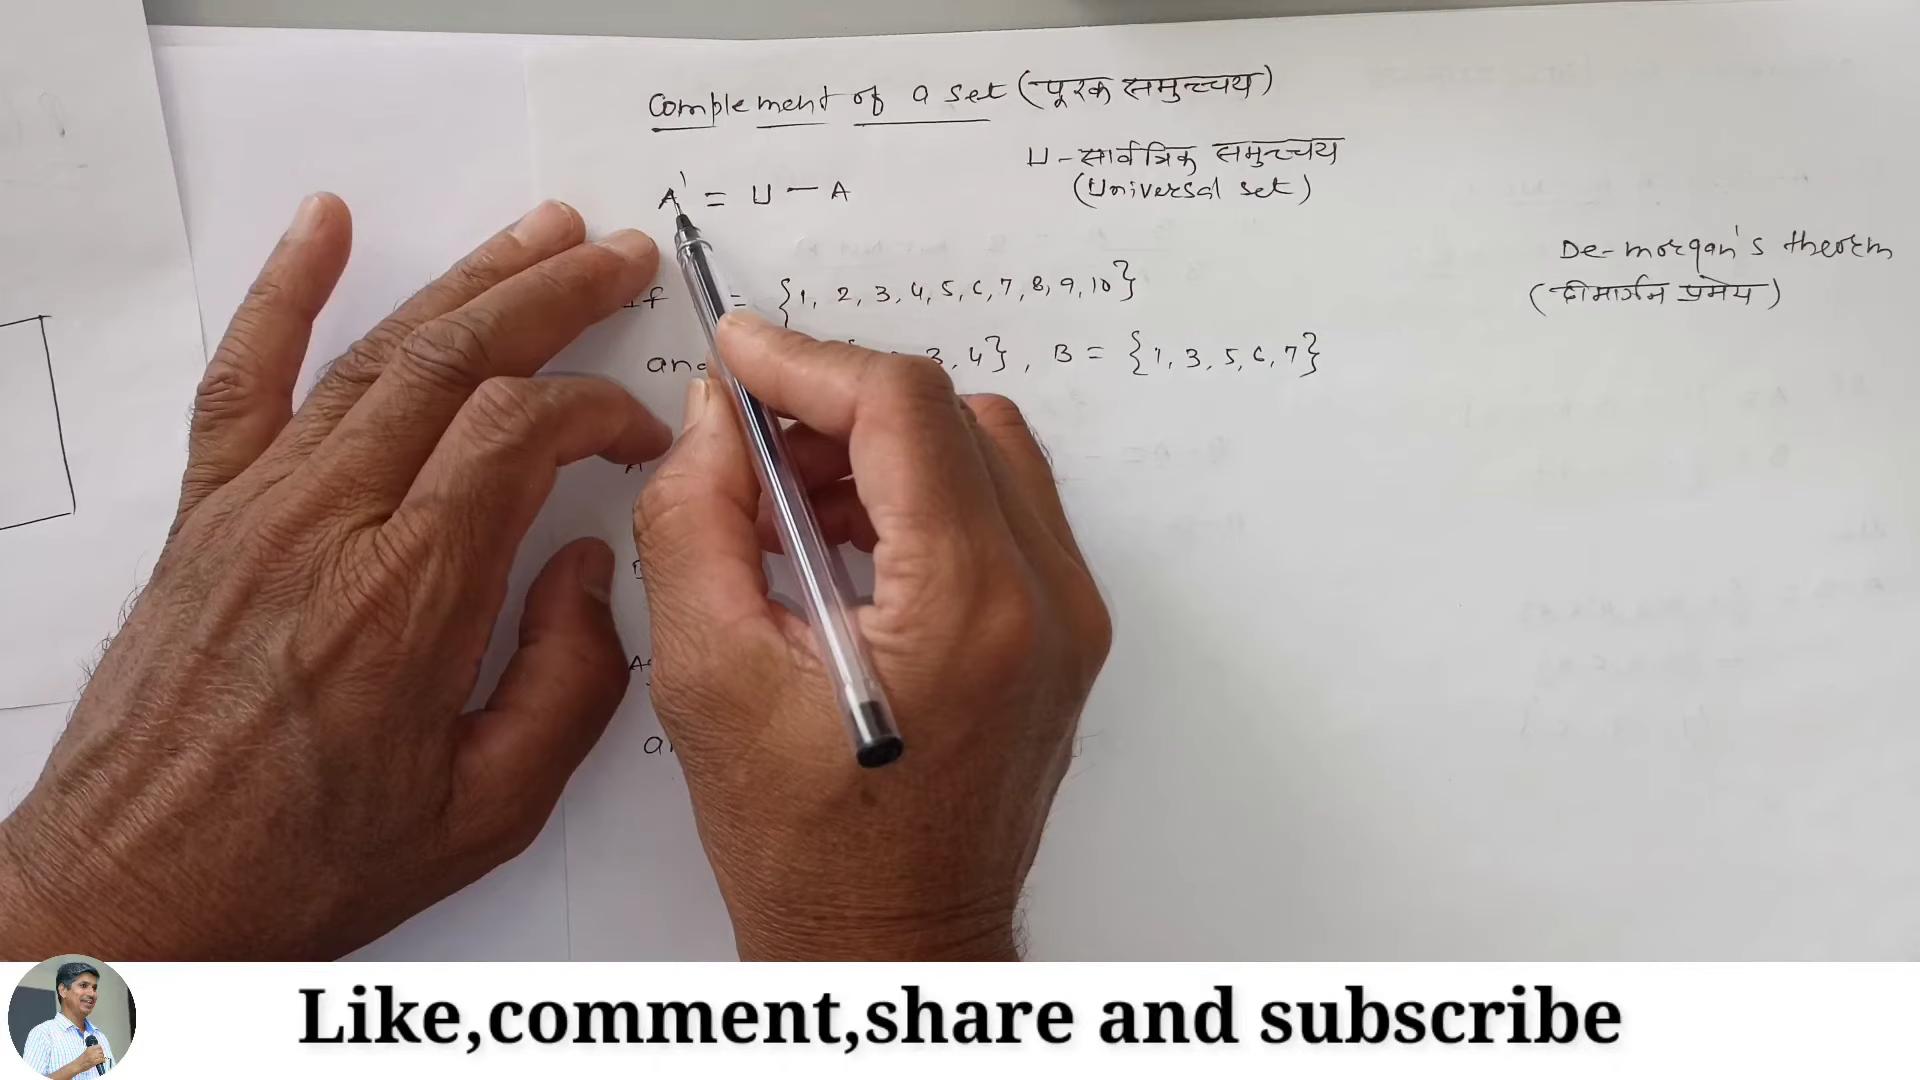 Complement of a set (पूरक समुच्चय)
U - सार्वत्रिक समुच्चय
(Universal set)
A' = U - A
De-morgan's theorem
(दीमार्गन प्रमेय)
If = {1, 2, 3, 4, 5, 6, 7, 8, 9, 10}
and 3, 4}, B = {1, 3, 5, 6, 7}
Like,comment,share and subscribe